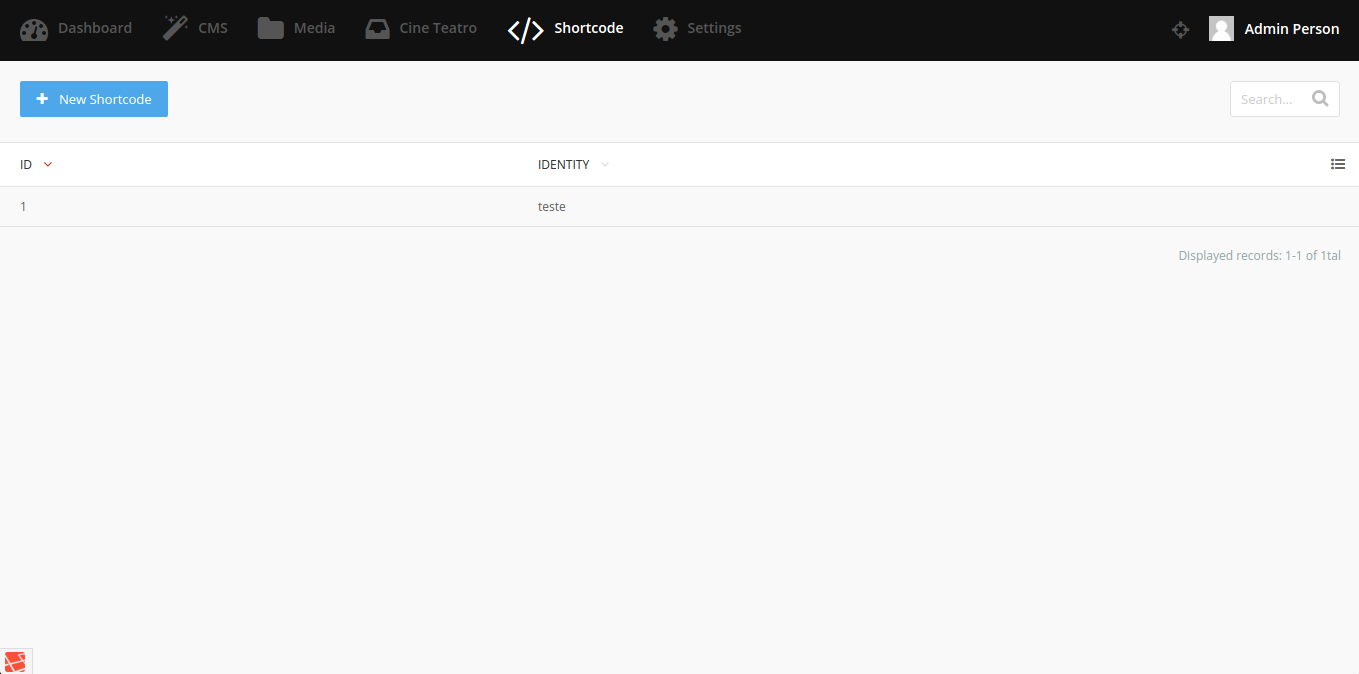 Dashboard CMS Media Cine Teatro </> Shortcode Settings Admin Person
+ New Shortcode Search...
ID IDENTITY
1 teste
Displayed records: 1-1 of 1tal